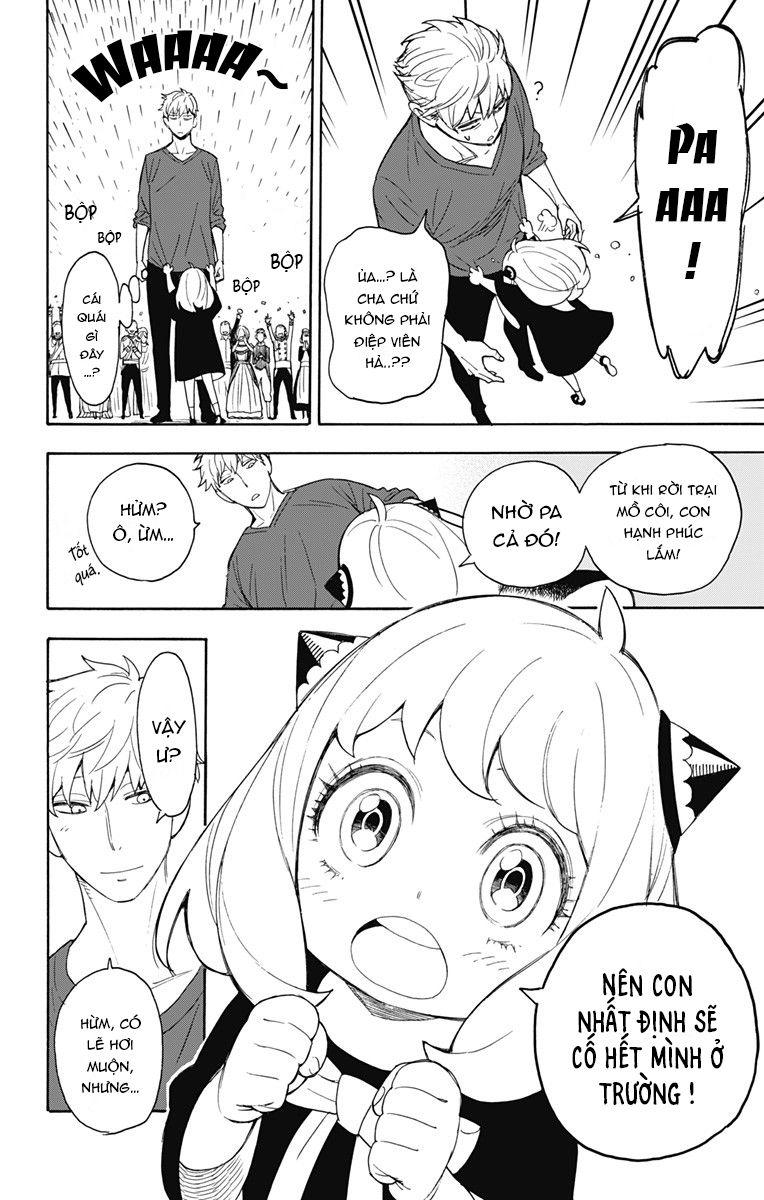 PA
AAA
!
ỦA...? LÀ
CHA CHỨ
KHÔNG PHẢI
ĐIỆP VIÊN
HẢ..??
WAAAA~
BỘP
BỘP
BỘP
BỘP
CÁI
QUÁI
GÌ
ĐÂY
...?
TỪ KHI RỜI TRẠI
MỒ CÔI, CON
HẠNH PHÚC
LẮM!
NHỜ PA
CẢ ĐÓ!
HỬM?
Ồ, ỪM...
Tốt
quá.
NÊN CON
NHẤT ĐỊNH SẼ
CỐ HẾT MÌNH Ở
TRƯỜNG !
VẬY
Ư?
HỪM, CÓ
LẼ HƠI
MUỘN,
NHƯNG...